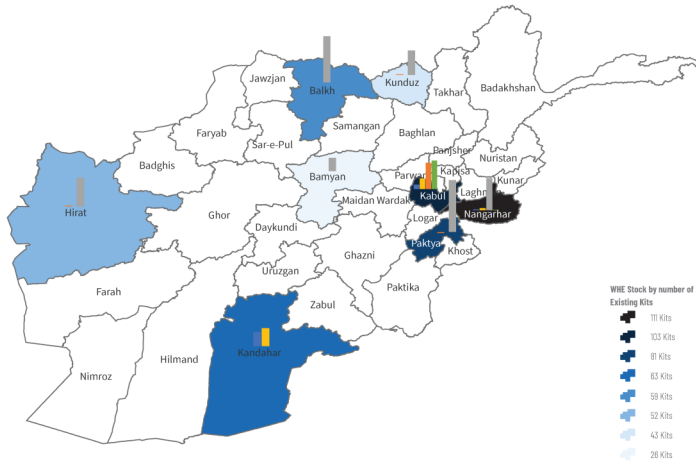 Jawzjan
Balkh
Kunduz
Takhar
Badakhshan
Faryab
Sar-e-Pul
Samangan
Baghlan
Badghis
Bamyan
Parwan
Panjsher
Kapisa
Nuristan
Kunar
Laghm
Kabul
Nangarhar
Hirat
Ghor
Maidan Wardak
Logar
Daykundi
Paktya
Khost
Ghazni
Uruzgan
Paktika
Farah
Zabul
Kandahar
Hilmand
Nimroz
WHE Stock by number of
Existing Kits
111 Kits
103 Kits
81 Kits
63 Kits
59 Kits
52 Kits
43 Kits
26 Kits